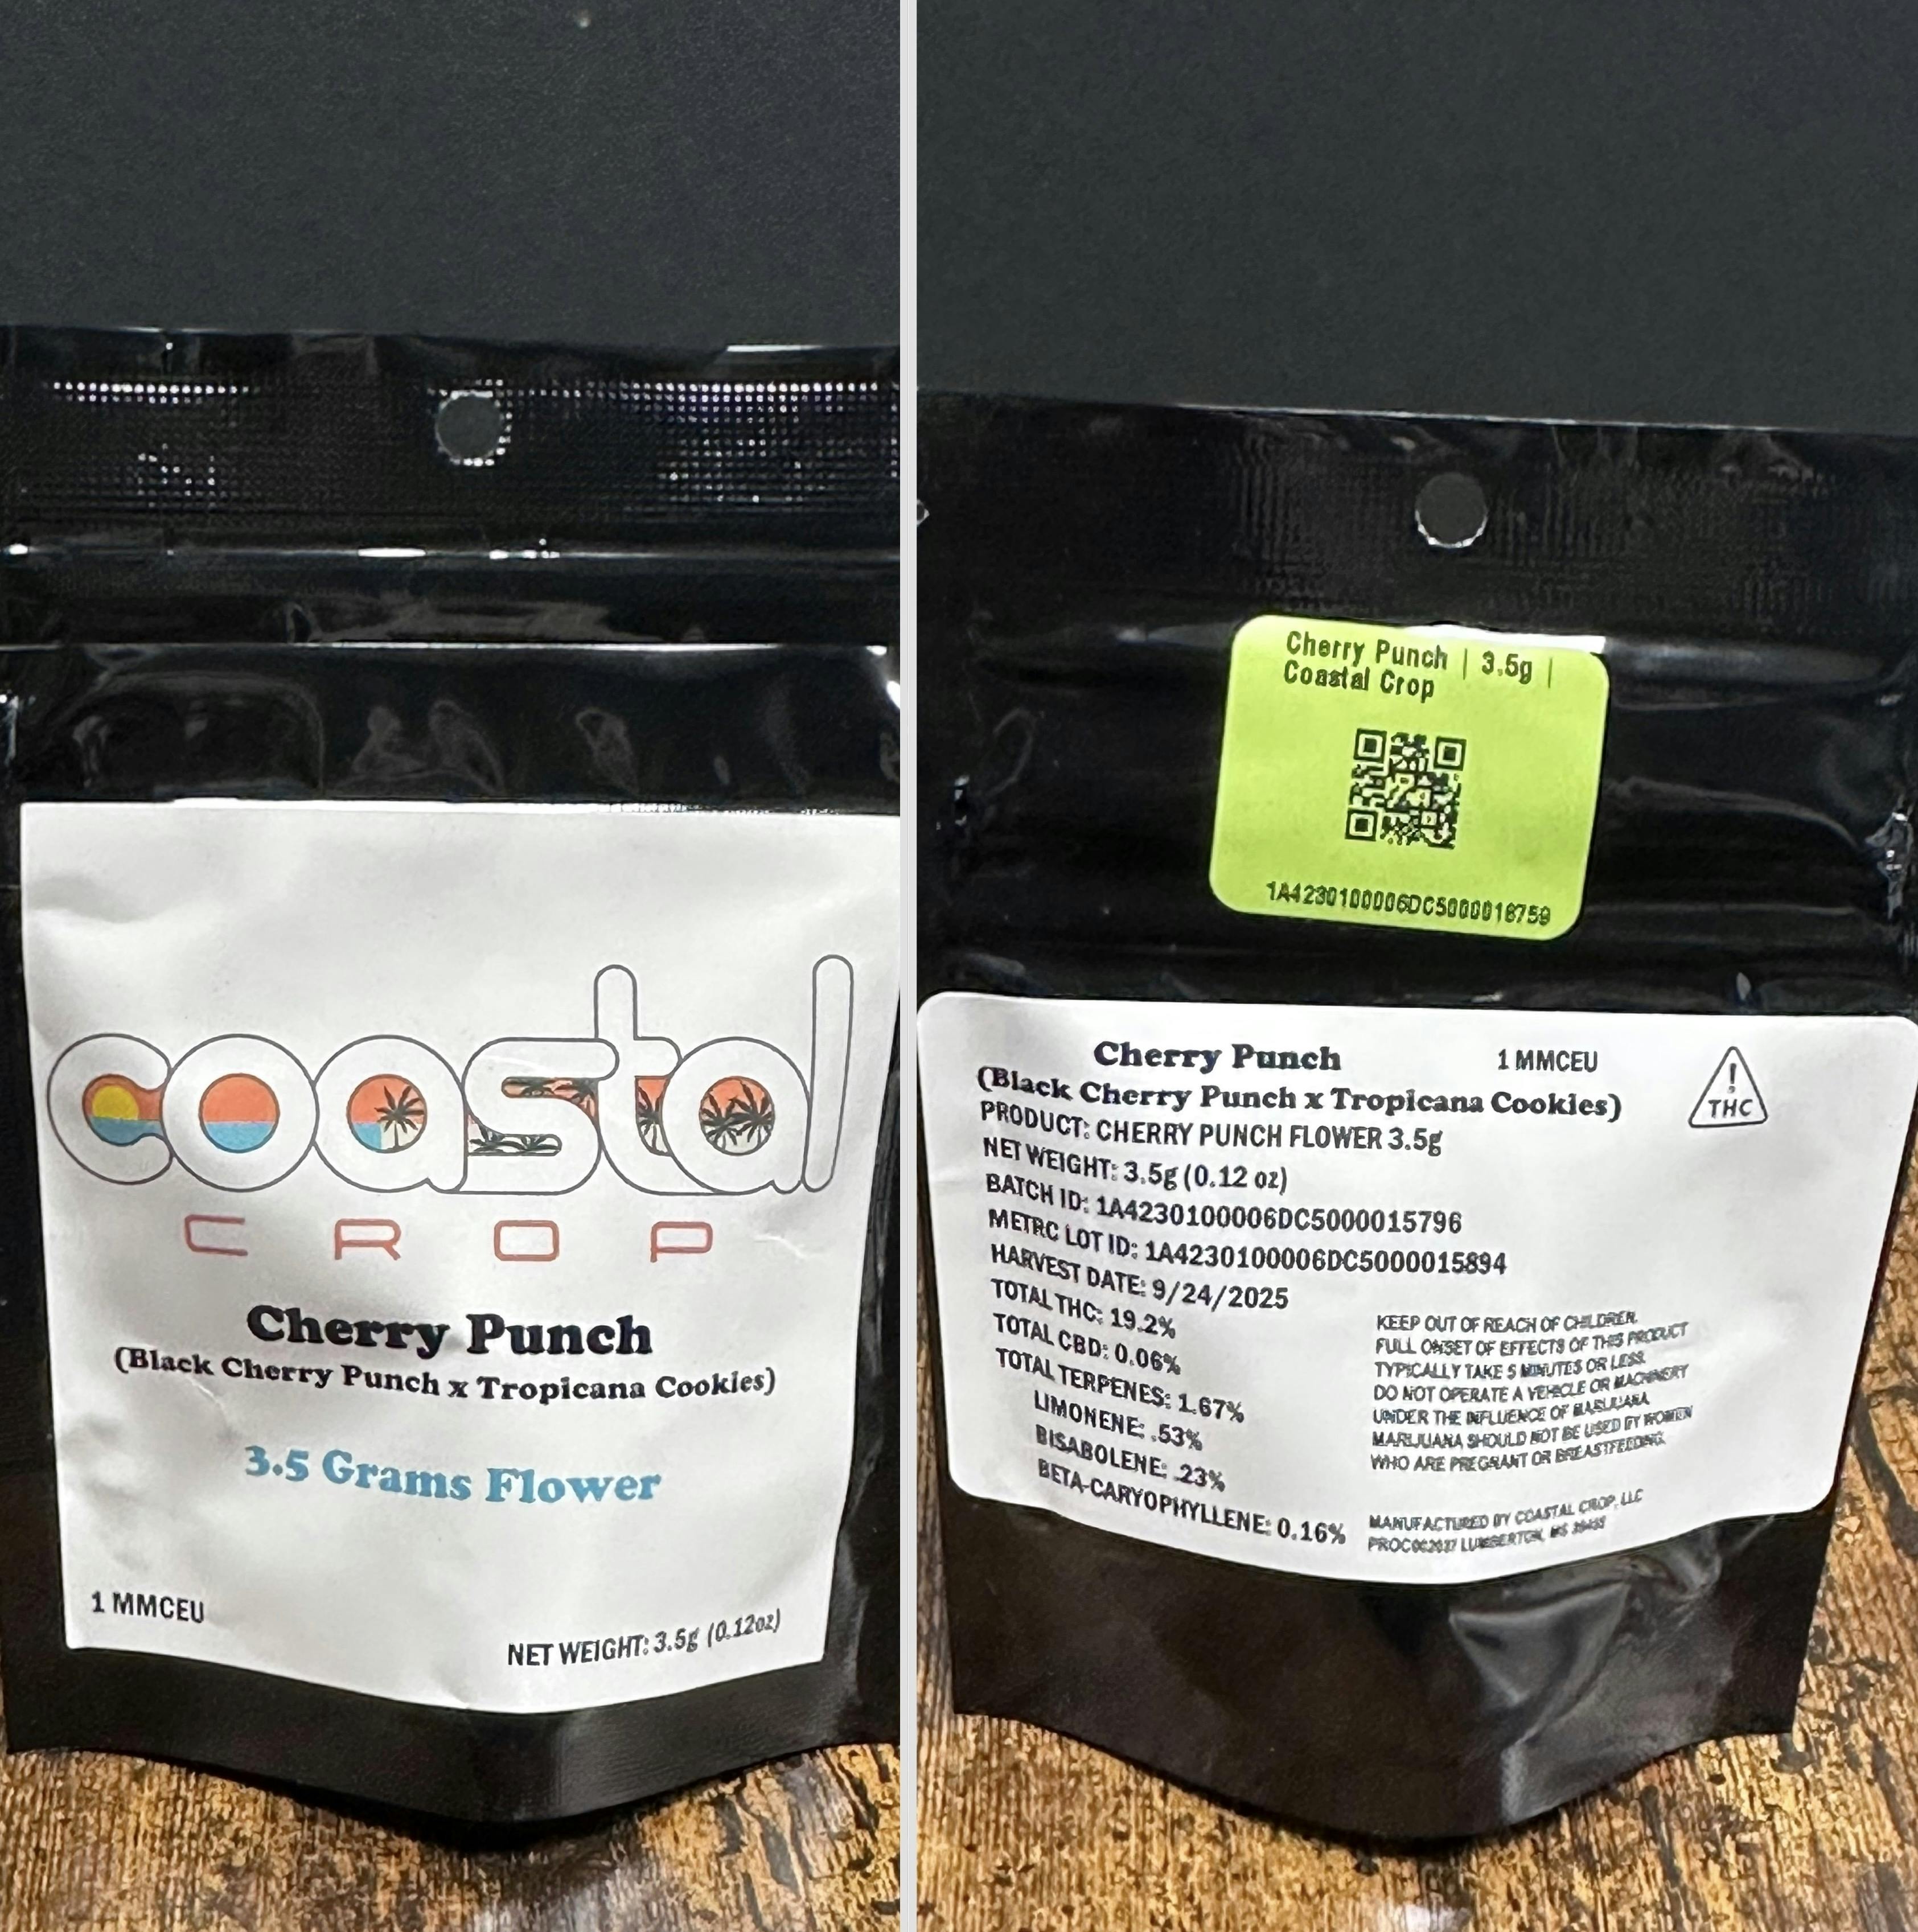 coastal
CROP
Cherry Punch
(Black Cherry Punch x Tropicana Cookies)
3.5 Grams Flower
1 MMCEU
NET WEIGHT: 3.5g (0.12oz)
Cherry Punch | 3.5g |
Coastal Crop
1A4230100006DC5000016759
Cherry Punch 1 MMCEU
(Black Cherry Punch x Tropicana Cookies)
THC
PRODUCT: CHERRY PUNCH FLOWER 3.5g
NET WEIGHT: 3.5g (0.12 oz)
BATCH ID: 1A4230100006DC5000015796
METRC LOT ID: 1A4230100006DC5000015894
HARVEST DATE: 9/24/2025
TOTAL THC: 19.2%
TOTAL CBD: 0.06%
TOTAL TERPENES: 1.67%
LIMONENE: .53%
BISABOLENE: .23%
BETA-CARYOPHYLLENE: 0.16%
KEEP OUT OF REACH OF CHILDREN.
FULL ONSET OF EFFECTS OF THIS PRODUCT
TYPICALLY TAKE 5 MINUTES OR LESS.
DO NOT OPERATE A VEHICLE OR MACHINERY
UNDER THE INFLUENCE OF MARIJUANA.
MARIJUANA SHOULD NOT BE USED BY WOMEN
WHO ARE PREGNANT OR BREASTFEEDING.
MANUFACTURED BY COASTAL CROP, LLC
LUMBERTON, MS